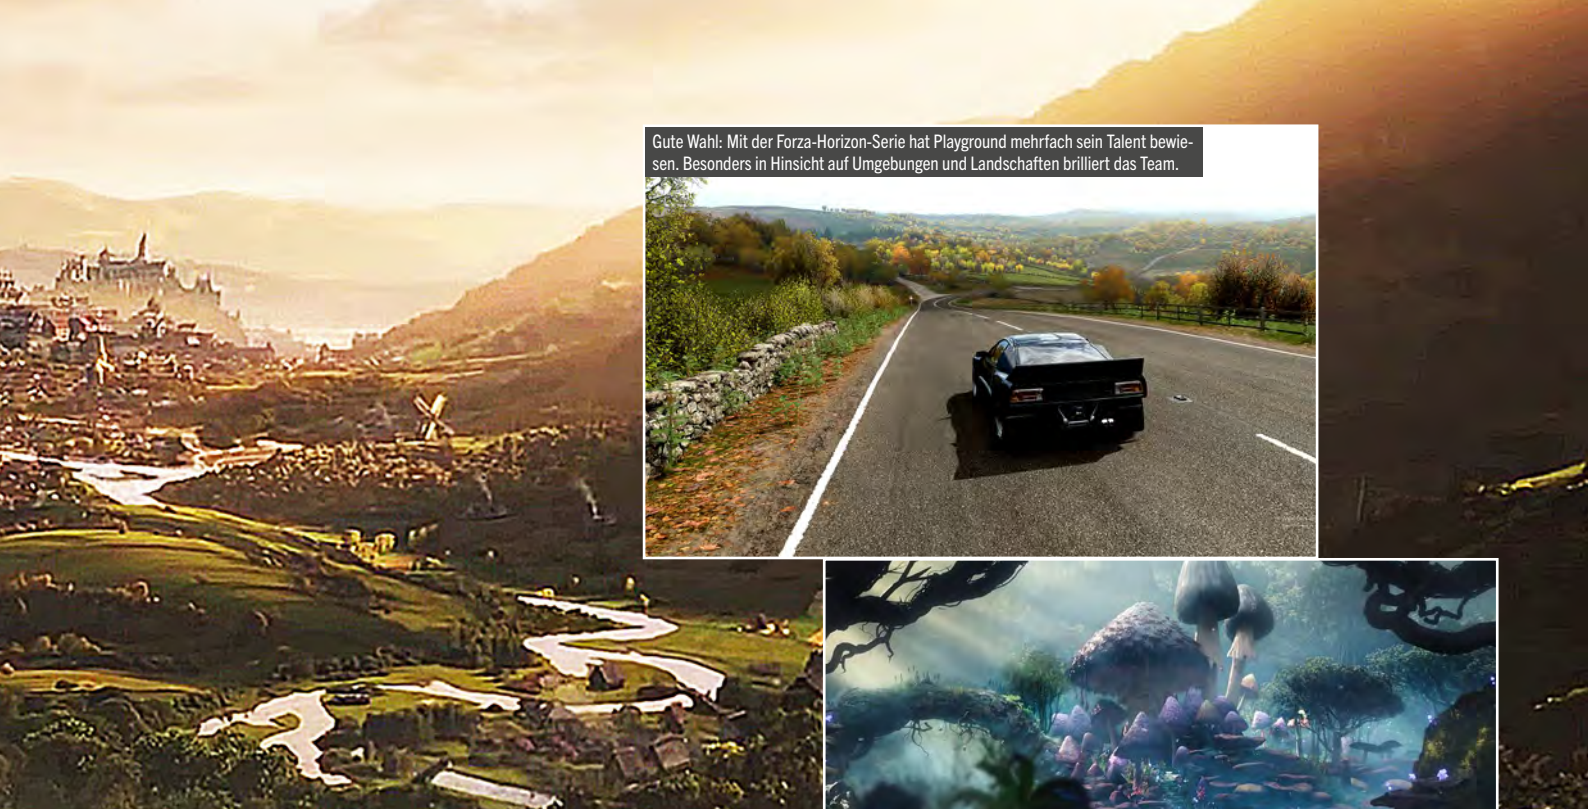 Gute Wahl: Mit der Forza-Horizon-Serie hat Playground mehrfach sein Talent bewie-
sen. Besonders in Hinsicht auf Umgebungen und Landschaften brilliert das Team.